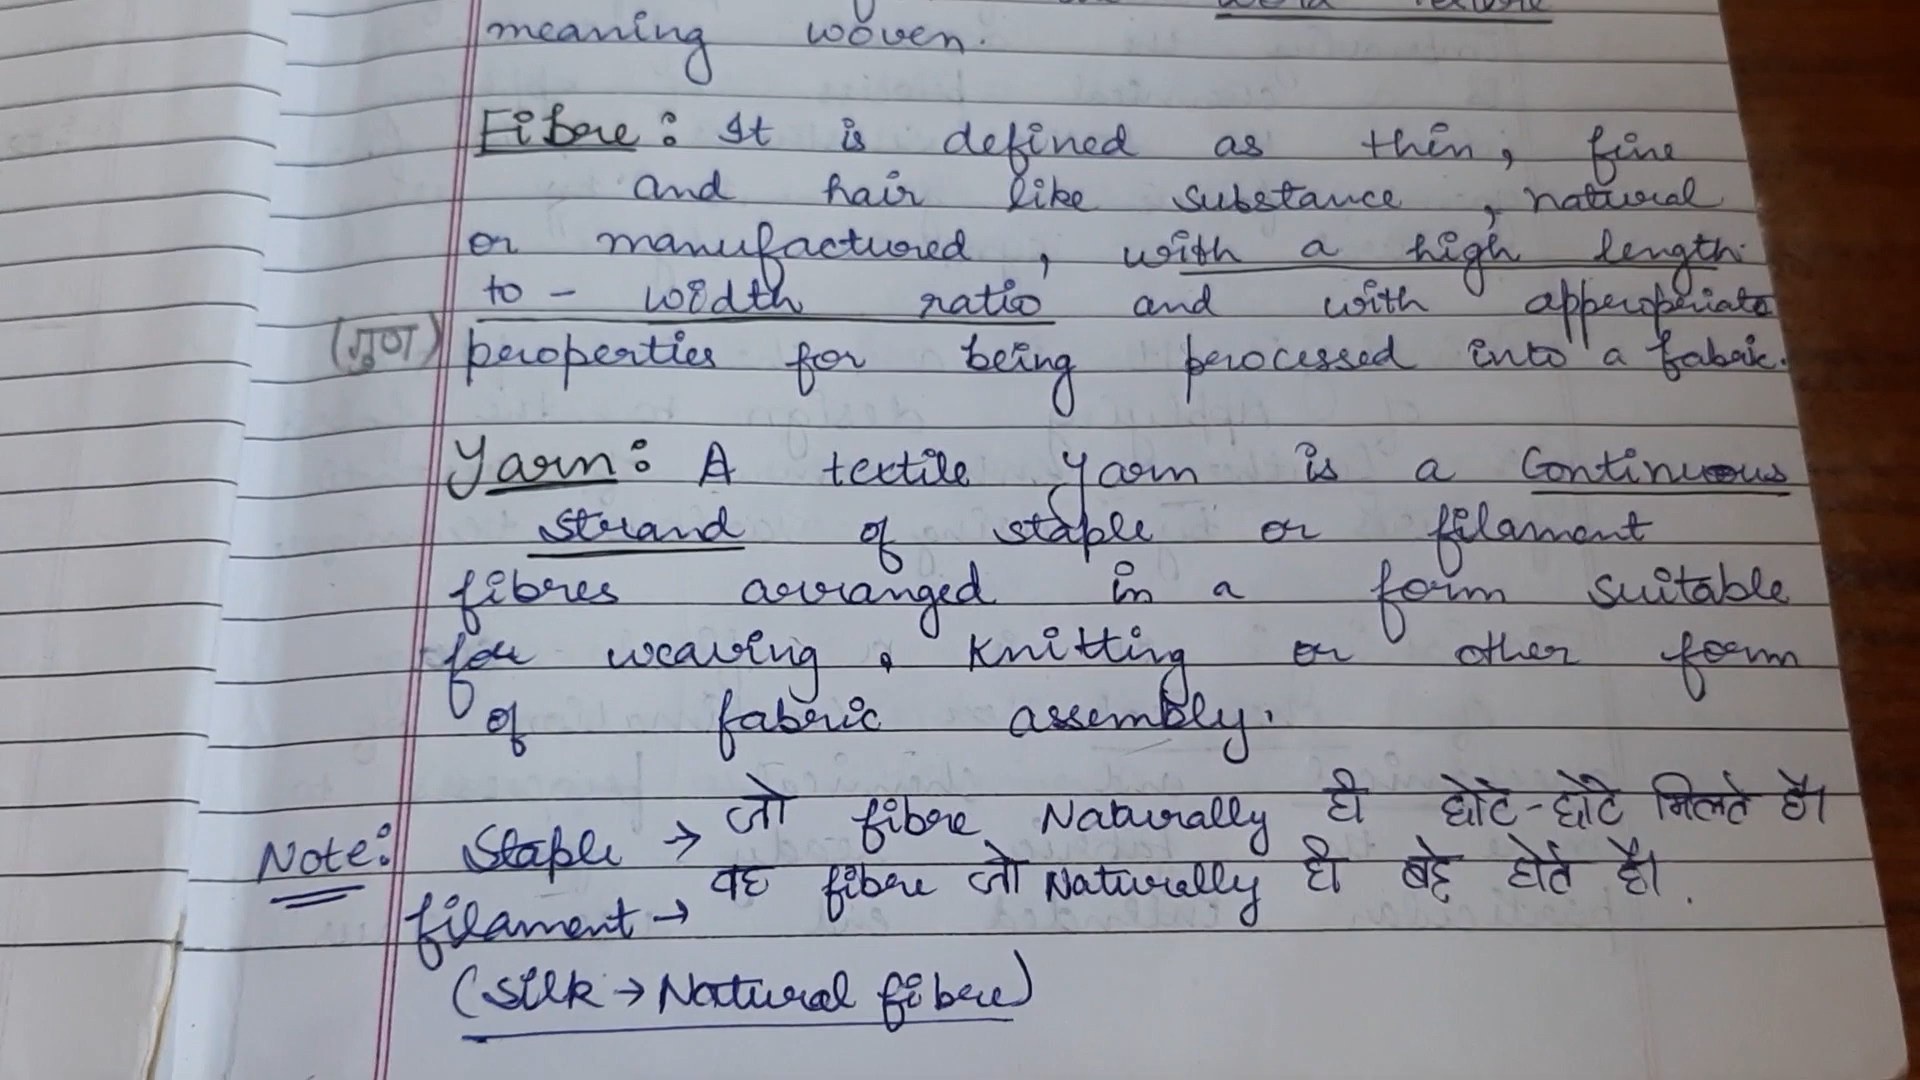 meaning woven.
Fibre: It is defined as thin, fine
and hair like substance, natural
or manufactured, with a high length
to - width ratio and with appropriate
(गुण) properties for being processed into a fabric.
Yarn: A textile yarn is a Continuous
strand of staple or filament
fibres arranged in a form suitable
for weaving, knitting or other form
of fabric assembly.
जो fibre Naturally ही छोटे-छोटे मिलते हैं।
Note: Staple →
वह fibre जो Naturally ही बड़े होते हैं।
filament →
(Silk → Natural fibre)